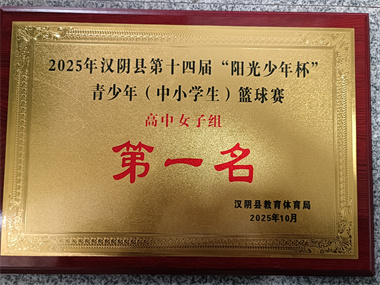 2025年汉阴县第十四届“阳光少年杯”
青少年（中小学生）篮球赛
高中女子组
第一名
汉阴县教育体育局
2025年10月